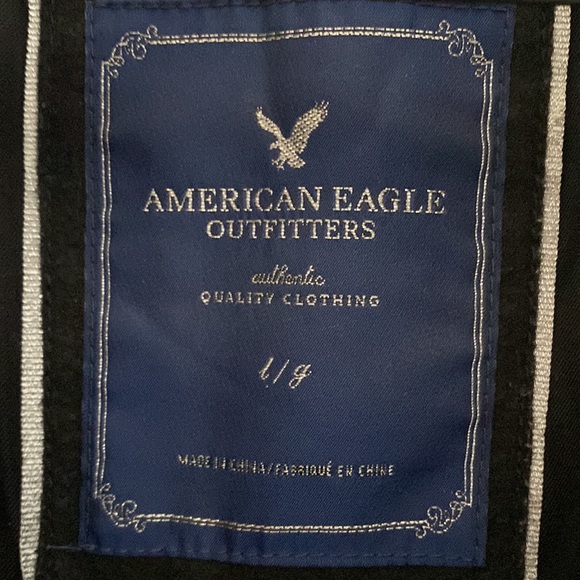 AMERICAN EAGLE
OUTFITTERS
authentic
QUALITY CLOTHING
l/g
MADE IN CHINA/FABRIQUÉ EN CHINE